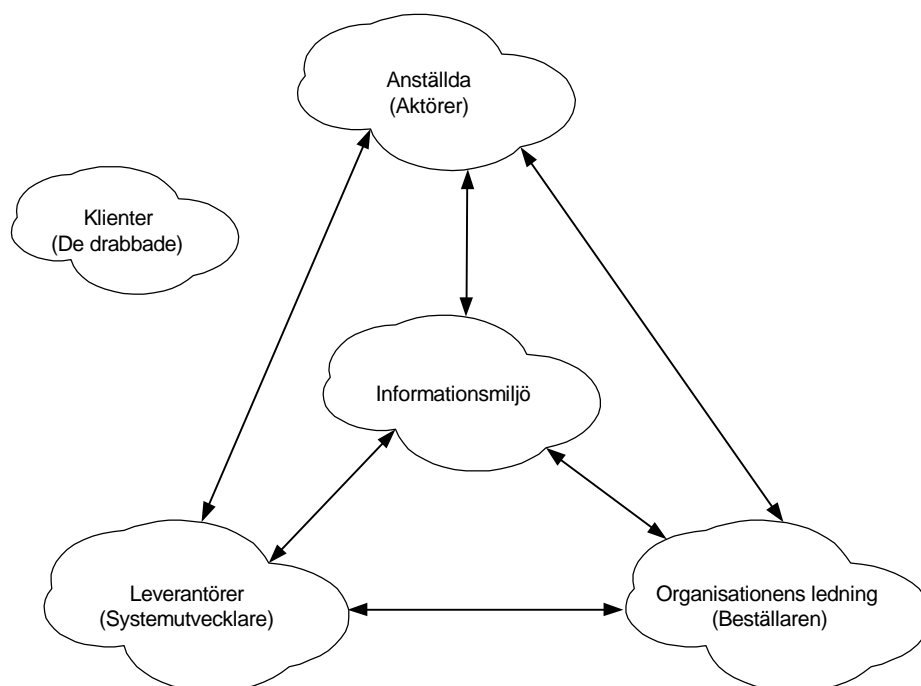 Anställda
(Aktörer)
Klienter
(De drabbade)
Informationsmiljö
Leverantörer
(Systemutvecklare)
Organisationens ledning
(Beställaren)